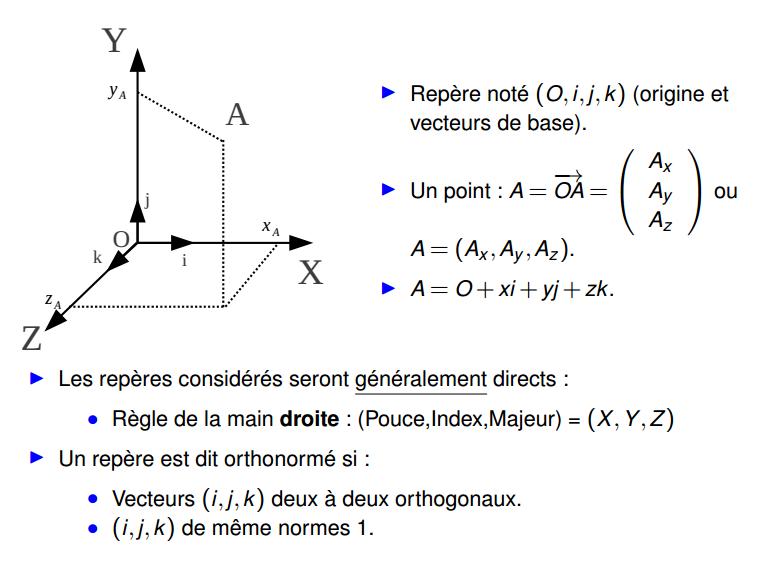 Y
y_A
A
j
O
x_A
k
i
X
z_A
Z
▶ Repère noté (O, i, j, k) (origine et
vecteurs de base).
▶ Un point : A = \overrightarrow{OA} = \begin{pmatrix} A_x \\ A_y \\ A_z \end{pmatrix} ou
A = (A_x, A_y, A_z).
▶ A = O + xi + yj + zk.
▶ Les repères considérés seront généralement directs :
• Règle de la main droite : (Pouce,Index,Majeur) = (X, Y, Z)
▶ Un repère est dit orthonormé si :
• Vecteurs (i, j, k) deux à deux orthogonaux.
• (i, j, k) de même normes 1.